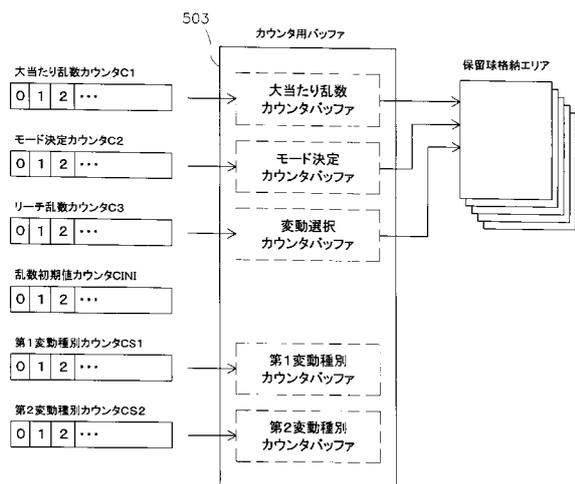 503
カウンタ用バッファ
大当たり乱数カウンタC1
0 1 2 ･･･
大当たり乱数
カウンタバッファ
保留球格納エリア
モード決定カウンタC2
0 1 2 ･･･
モード決定
カウンタバッファ
リーチ乱数カウンタC3
0 1 2 ･･･
変動選択
カウンタバッファ
乱数初期値カウンタCINI
0 1 2 ･･･
第1変動種別カウンタCS1
0 1 2 ･･･
第1変動種別
カウンタバッファ
第2変動種別カウンタCS2
0 1 2 ･･･
第2変動種別
カウンタバッファ